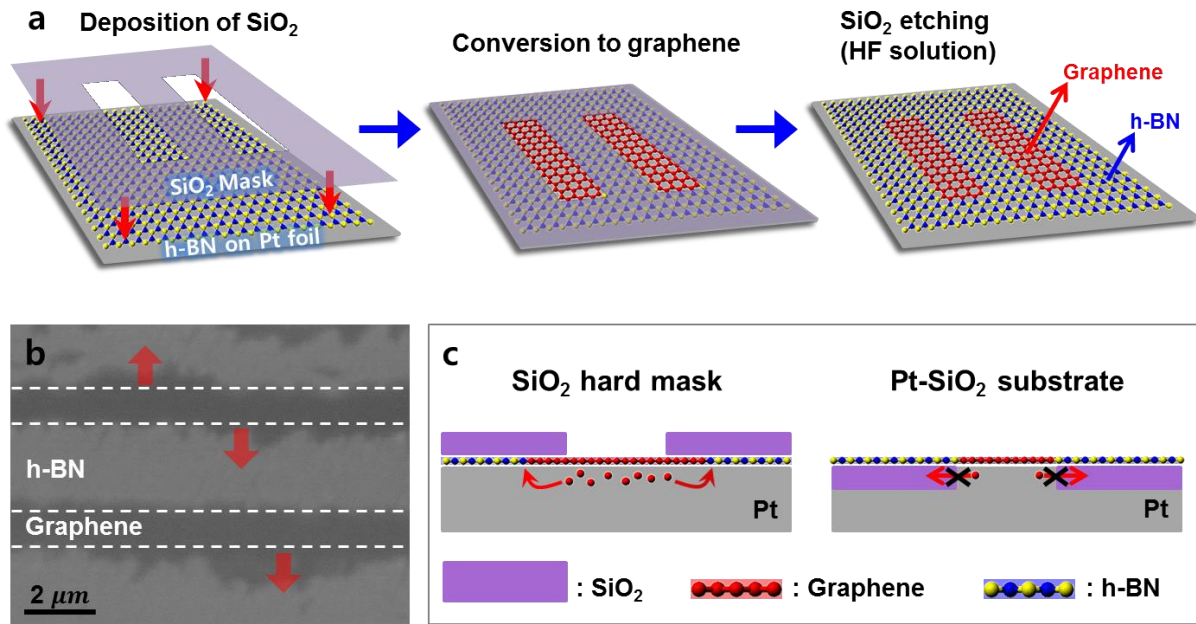 a
Deposition of SiO₂
SiO₂ Mask
h-BN on Pt foil
Conversion to graphene
SiO₂ etching
(HF solution)
Graphene
h-BN
b
h-BN
Graphene
2 μm
c
SiO₂ hard mask
Pt
Pt-SiO₂ substrate
Pt
: SiO₂ : Graphene : h-BN